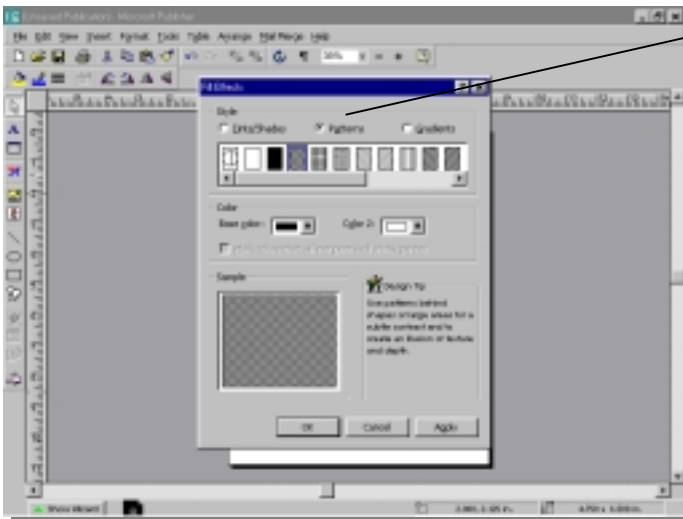 Unsaved Publication - Microsoft Publisher
File Edit View Insert Format Tools Table Arrange Mail Merge Help
Fill Effects
Style
Tints/Shades Patterns Gradients
Color
Base color: Color 2:
Sample
Design Tip
Use patterns behind
shapes or large areas for a
subtle contrast and to
create an illusion of texture
and depth.
OK Cancel Apply
Show Wizard